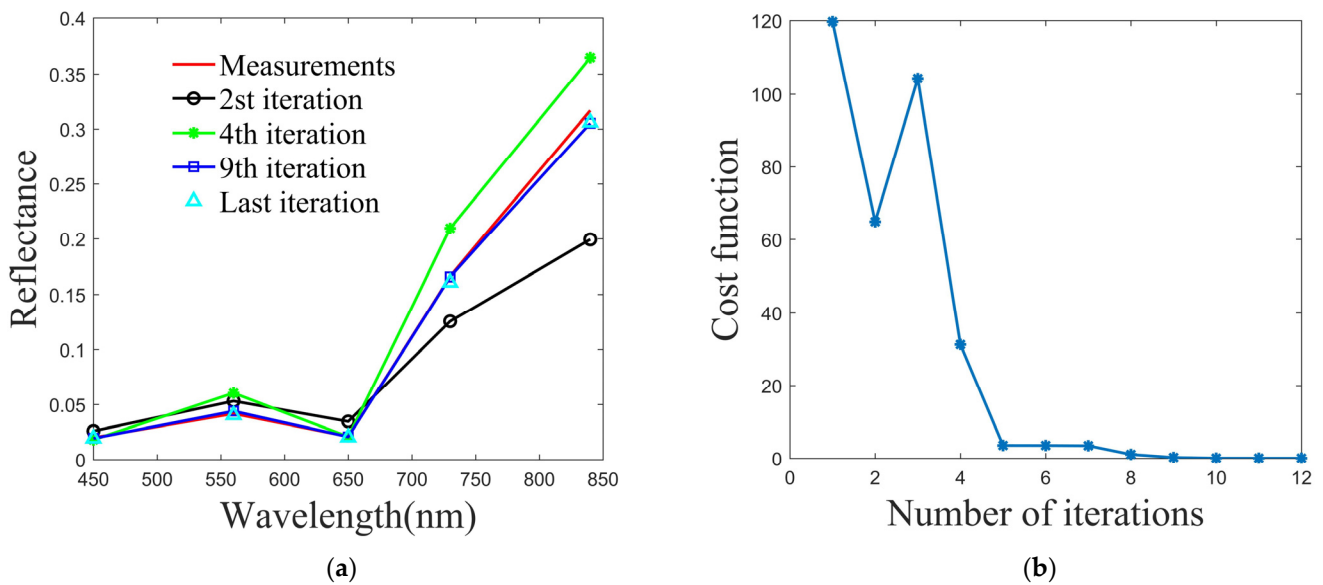 0.4
0.35
0.3
0.25
0.2
0.15
0.1
0.05
0
Reflectance
Measurements
2st iteration
4th iteration
9th iteration
Last iteration
450 500 550 600 650 700 750 800 850
Wavelength(nm)
(a)
120
100
80
60
40
20
0
Cost function
0 2 4 6 8 10 12
Number of iterations
(b)